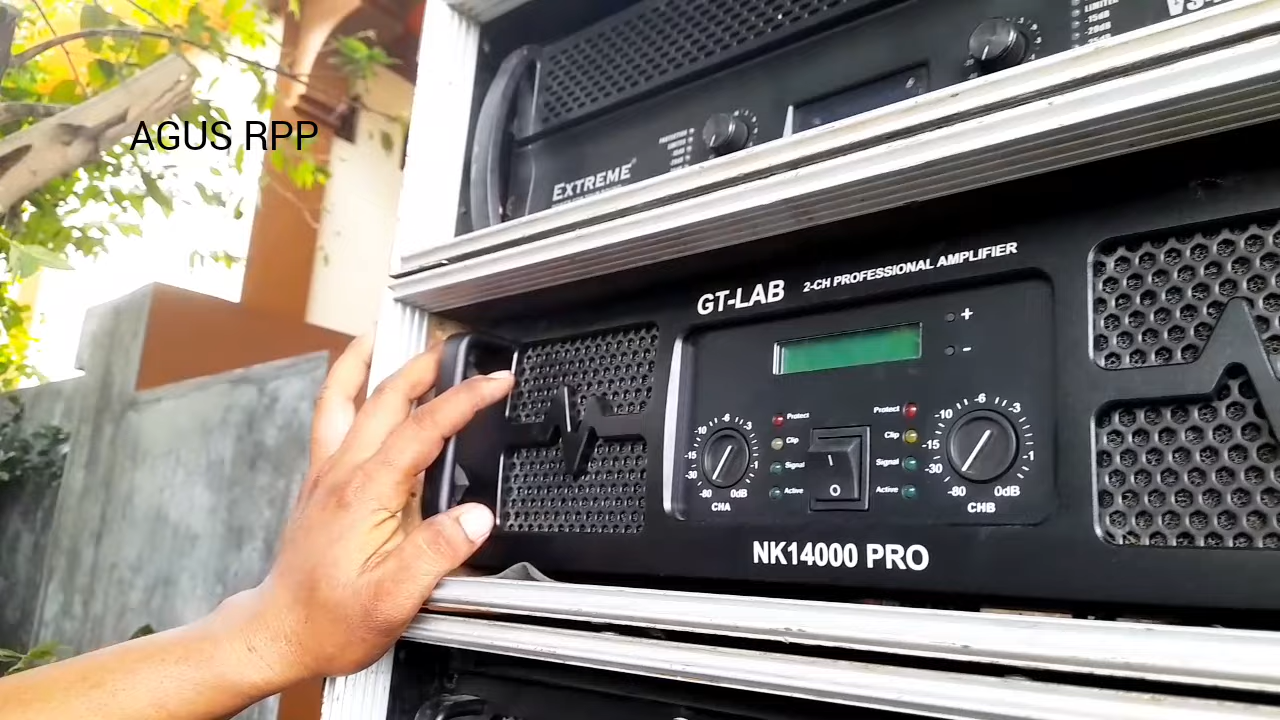 AGUS RPP
LIMITER
EXTREME
GT-LAB
2-CH PROFESSIONAL AMPLIFIER
+
-
-10 -6 -3
-15 -1
-30
-80 0dB
CHA
Protect
Clip
Signal
Active
I
O
Protect
Clip
Signal
Active
-10 -6 -3
-15 -1
-30
-80 0dB
CHB
NK14000 PRO